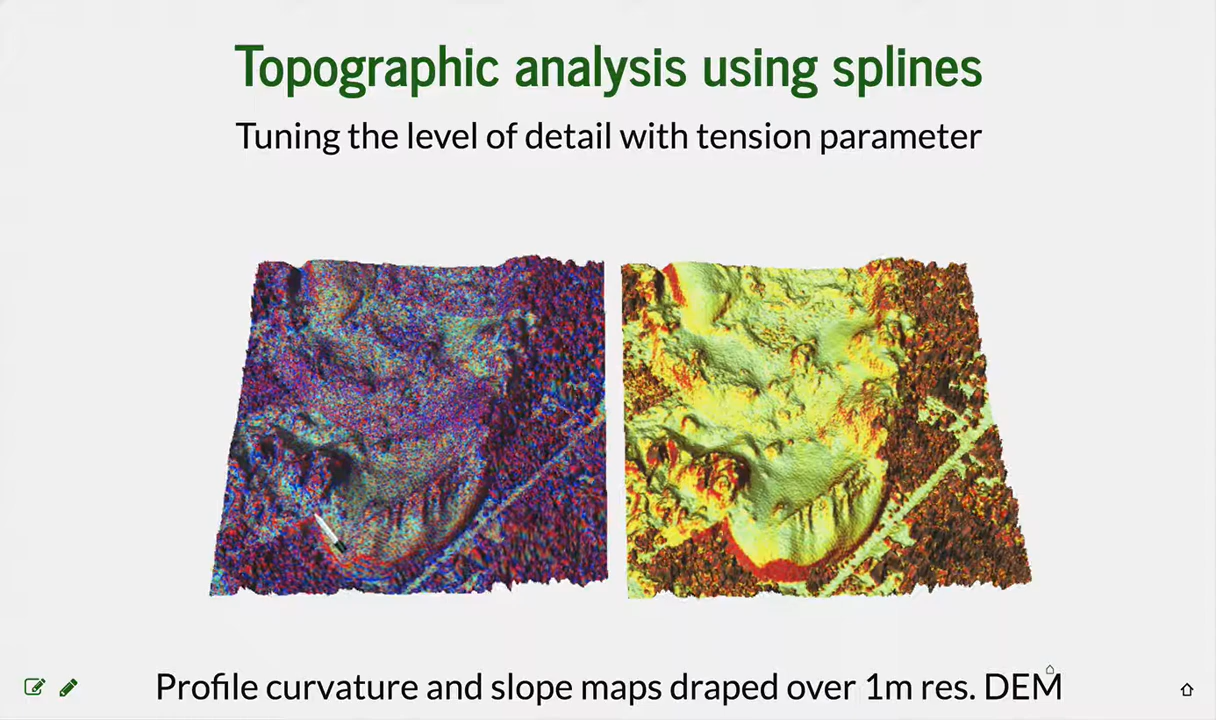 Topographic analysis using splines
Tuning the level of detail with tension parameter
Profile curvature and slope maps draped over 1m res. DEM